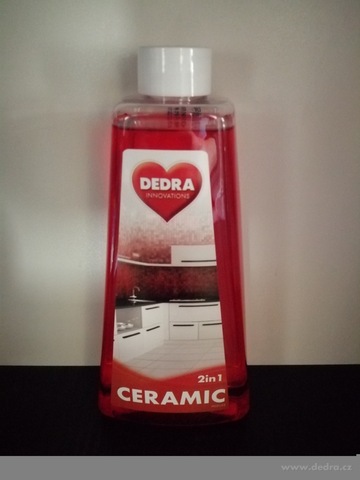 DEDRA
INNOVATIONS
2in1
CERAMIC
www.dedra.cz